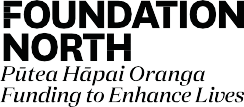 FOUNDATION
NORTH
Pūtea Hāpai Oranga
Funding to Enhance Lives